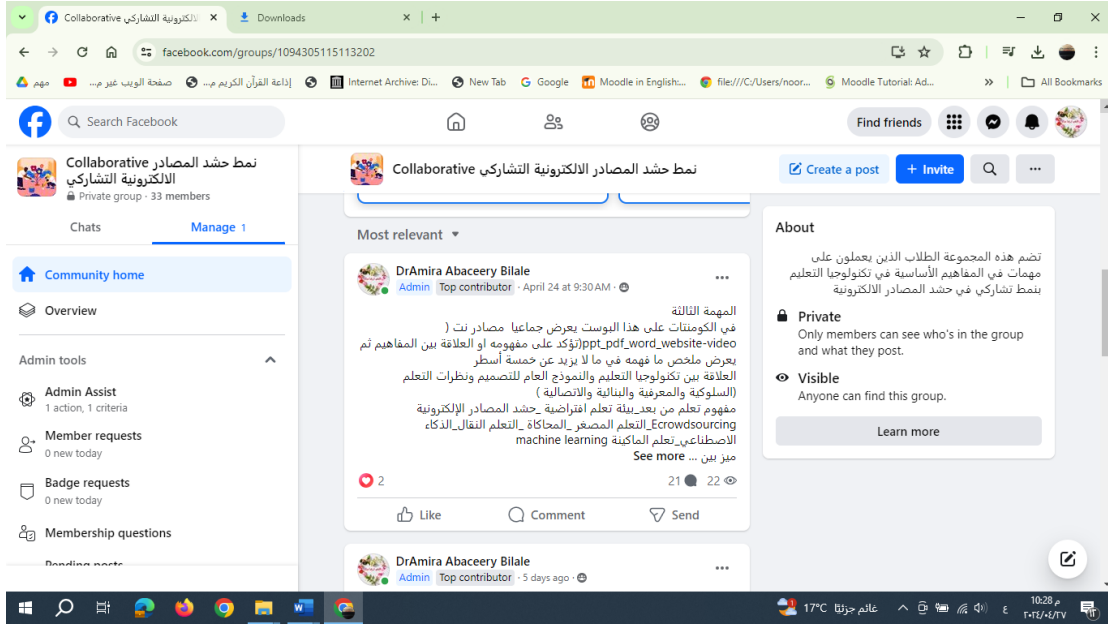 Collaborative الالكترونية التشاركي
Downloads
facebook.com/groups/1094305115113202
مهم
صفحة الويب غير م...
إذاعة القرآن الكريم م...
Internet Archive: Di...
New Tab
Google
Moodle in English:...
file:///C:/Users/noor...
Moodle Tutorial: Ad...
All Bookmarks
Search Facebook
Find friends
نمط حشد المصادر Collaborative
الالكترونية التشاركي
Private group · 33 members
Chats
Manage 1
Community home
Overview
Admin tools
Admin Assist
1 action, 1 criteria
Member requests
0 new today
Badge requests
0 new today
Membership questions
Pending posts
نمط حشد المصادر الالكترونية التشاركي Collaborative
Create a post
+ Invite
Most relevant
DrAmira Abaceery Bilale
Admin Top contributor · April 24 at 9:30 AM ·
المهمة الثالثة
في الكومنتات على هذا البوست يعرض جماعيا مصادر نت (
ppt_pdf_word_website-video)تؤكد على مفهومه او العلاقة بين المفاهيم ثم
يعرض ملخص ما فهمه في ما لا يزيد عن خمسة أسطر
العلاقة بين تكنولوجيا التعليم والنموذج العام للتصميم ونظرات التعلم
(السلوكية والمعرفية والبنائية والاتصالية )
مفهوم تعلم من بعد_بيئة تعلم افتراضية _حشد المصادر الإلكترونية
Ecrowdsourcing_التعلم المصغر _المحاكاة _التعلم النقال_الذكاء
الاصطناعي_تعلم الماكينة machine learning
ميز بين ... See more
2
21
22
Like
Comment
Send
DrAmira Abaceery Bilale
Admin Top contributor · 5 days ago ·
About
تضم هذه المجموعة الطلاب الذين يعملون على
مهمات في المفاهيم الأساسية في تكنولوجيا التعليم
بنمط تشاركي في حشد المصادر الالكترونية
Private
Only members can see who's in the group
and what they post.
Visible
Anyone can find this group.
Learn more
17°C غائم جزئيًا
ع
10:28 م
٢٠٢٤/٠٤/٢٧